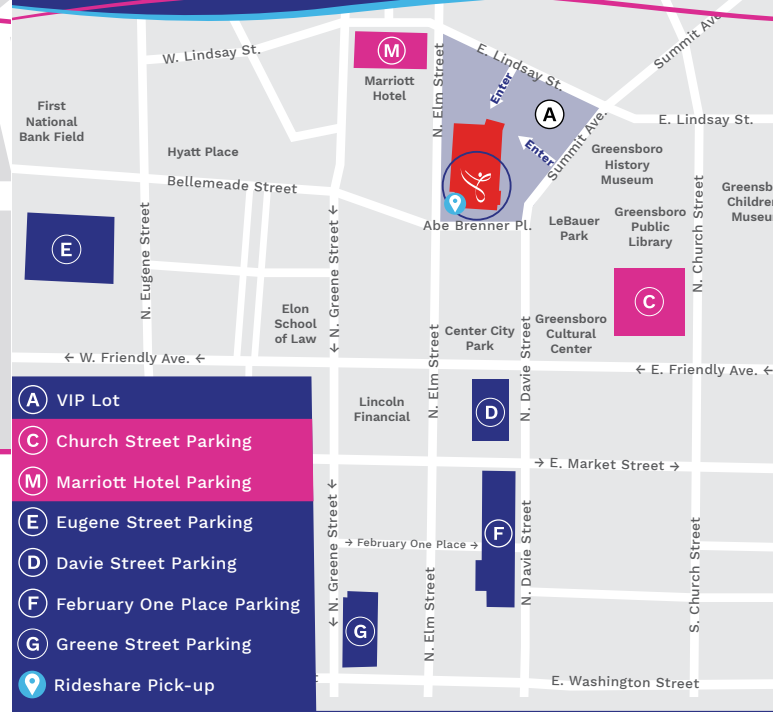 W. Lindsay St.
M
Marriott
Hotel
N. Elm Street
E. Lindsay St.
Enter
A
Summit Ave.
E. Lindsay St.
First
National
Bank Field
Hyatt Place
Bellemeade Street
Enter
Summit Ave.
Greensboro
History
Museum
N. Church Street
E
N. Eugene Street
← N. Greene Street ←
Abe Brenner Pl.
LeBauer
Park
Greensboro
Public
Library
C
Elon
School
of Law
N. Elm Street
Center City
Park
N. Davie Street
Greensboro
Cultural
Center
← W. Friendly Ave. ←
← E. Friendly Ave. ←
Lincoln
Financial
D
→ E. Market Street →
← N. Greene Street ←
→ February One Place →
F
N. Davie Street
S. Church Street
N. Elm Street
G
E. Washington Street
A VIP Lot
C Church Street Parking
M Marriott Hotel Parking
E Eugene Street Parking
D Davie Street Parking
F February One Place Parking
G Greene Street Parking
Rideshare Pick-up